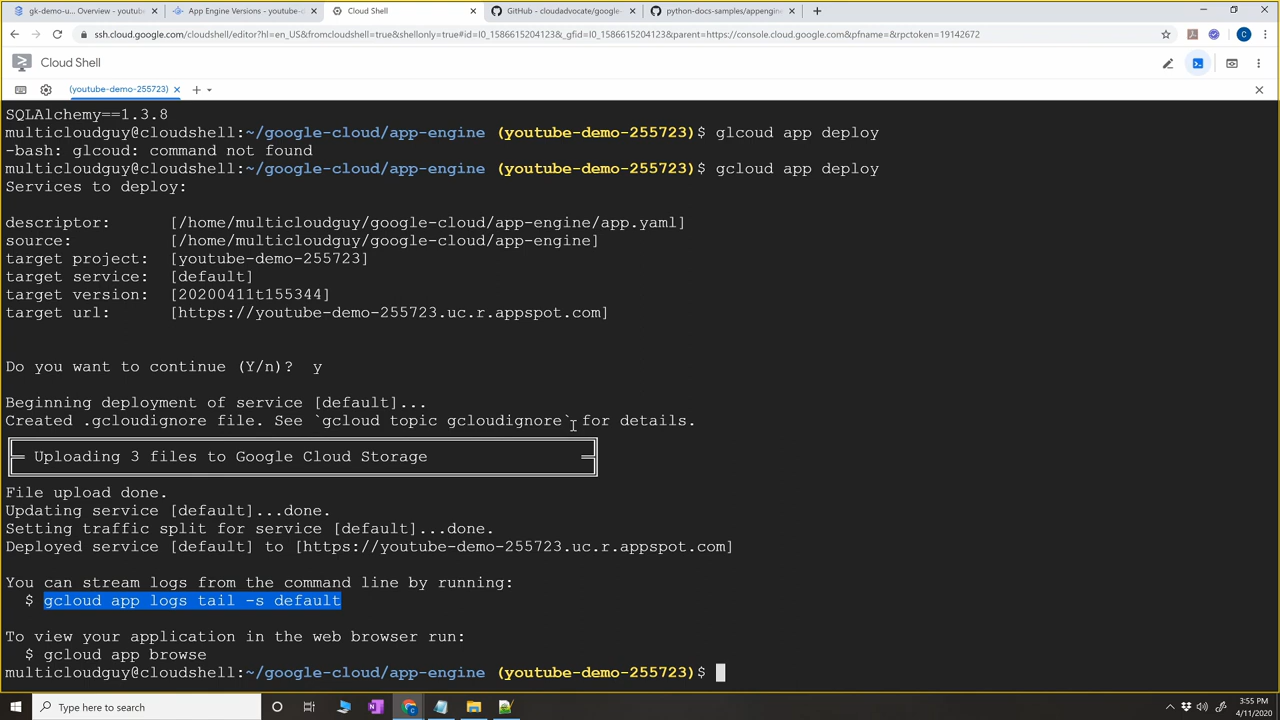 gk-demo-u... Overview - youtube-
App Engine Versions - youtube-d
Cloud Shell
GitHub - cloudadvocate/google-
python-docs-samples/appengine
ssh.cloud.google.com/cloudshell/editor?hl=en_US&fromcloudshell=true&shellonly=true#id=I0_1586615204123&_gfid=I0_1586615204123&parent=https://console.cloud.google.com&pfname=&rpctoken=19142672
C
Cloud Shell
(youtube-demo-255723)
SQLAlchemy==1.3.8
multicloudguy@cloudshell:~/google-cloud/app-engine (youtube-demo-255723)$ glcoud app deploy
-bash: glcoud: command not found
multicloudguy@cloudshell:~/google-cloud/app-engine (youtube-demo-255723)$ gcloud app deploy
Services to deploy:
descriptor: [/home/multicloudguy/google-cloud/app-engine/app.yaml]
source: [/home/multicloudguy/google-cloud/app-engine]
target project: [youtube-demo-255723]
target service: [default]
target version: [20200411t155344]
target url: [https://youtube-demo-255723.uc.r.appspot.com]
Do you want to continue (Y/n)? y
Beginning deployment of service [default]...
Created .gcloudignore file. See `gcloud topic gcloudignore` for details.
Uploading 3 files to Google Cloud Storage
File upload done.
Updating service [default]...done.
Setting traffic split for service [default]...done.
Deployed service [default] to [https://youtube-demo-255723.uc.r.appspot.com]
You can stream logs from the command line by running:
$ gcloud app logs tail -s default
To view your application in the web browser run:
$ gcloud app browse
multicloudguy@cloudshell:~/google-cloud/app-engine (youtube-demo-255723)$
Type here to search
3:55 PM
4/11/2020